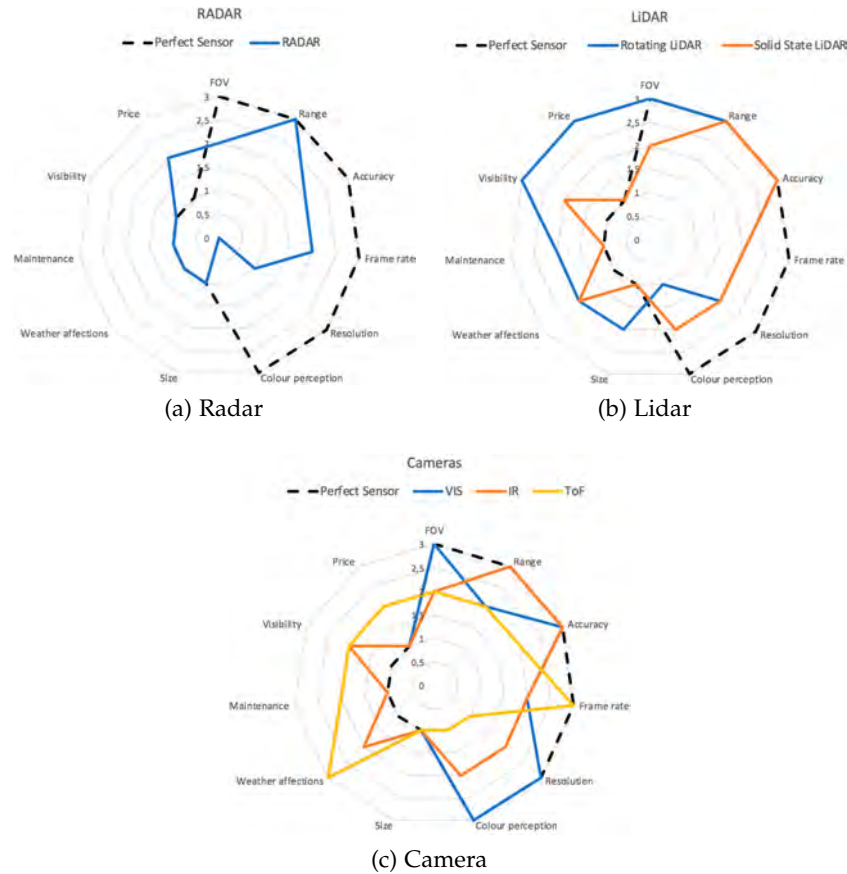 RADAR
Perfect Sensor RADAR
FOV
Range
Accuracy
Frame rate
Resolution
Colour perception
Size
Weather affections
Maintenance
Visibility
Price
3
2,5
2
1,5
1
0,5
0
(a) Radar
LiDAR
Perfect Sensor Rotating LiDAR Solid State LiDAR
FOV
Range
Accuracy
Frame rate
Resolution
Colour perception
Size
Weather affections
Maintenance
Visibility
Price
3
2,5
2
1,5
1
0,5
0
(b) Lidar
Cameras
Perfect Sensor VIS IR ToF
FOV
Range
Accuracy
Frame rate
Resolution
Colour perception
Size
Weather affections
Maintenance
Visibility
Price
3
2,5
2
1,5
1
0,5
0
(c) Camera